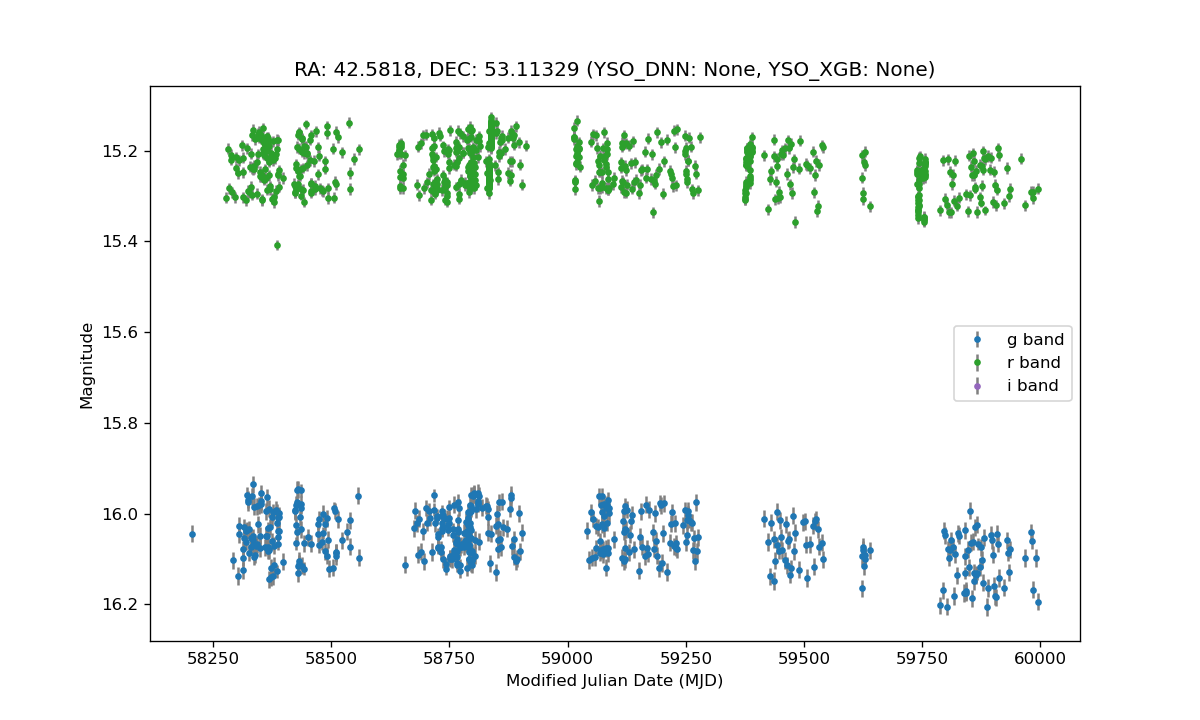 RA: 42.5818, DEC: 53.11329 (YSO_DNN: None, YSO_XGB: None)
Magnitude
15.2
15.4
15.6
15.8
16.0
16.2
g band
r band
i band
58250 58500 58750 59000 59250 59500 59750 60000
Modified Julian Date (MJD)